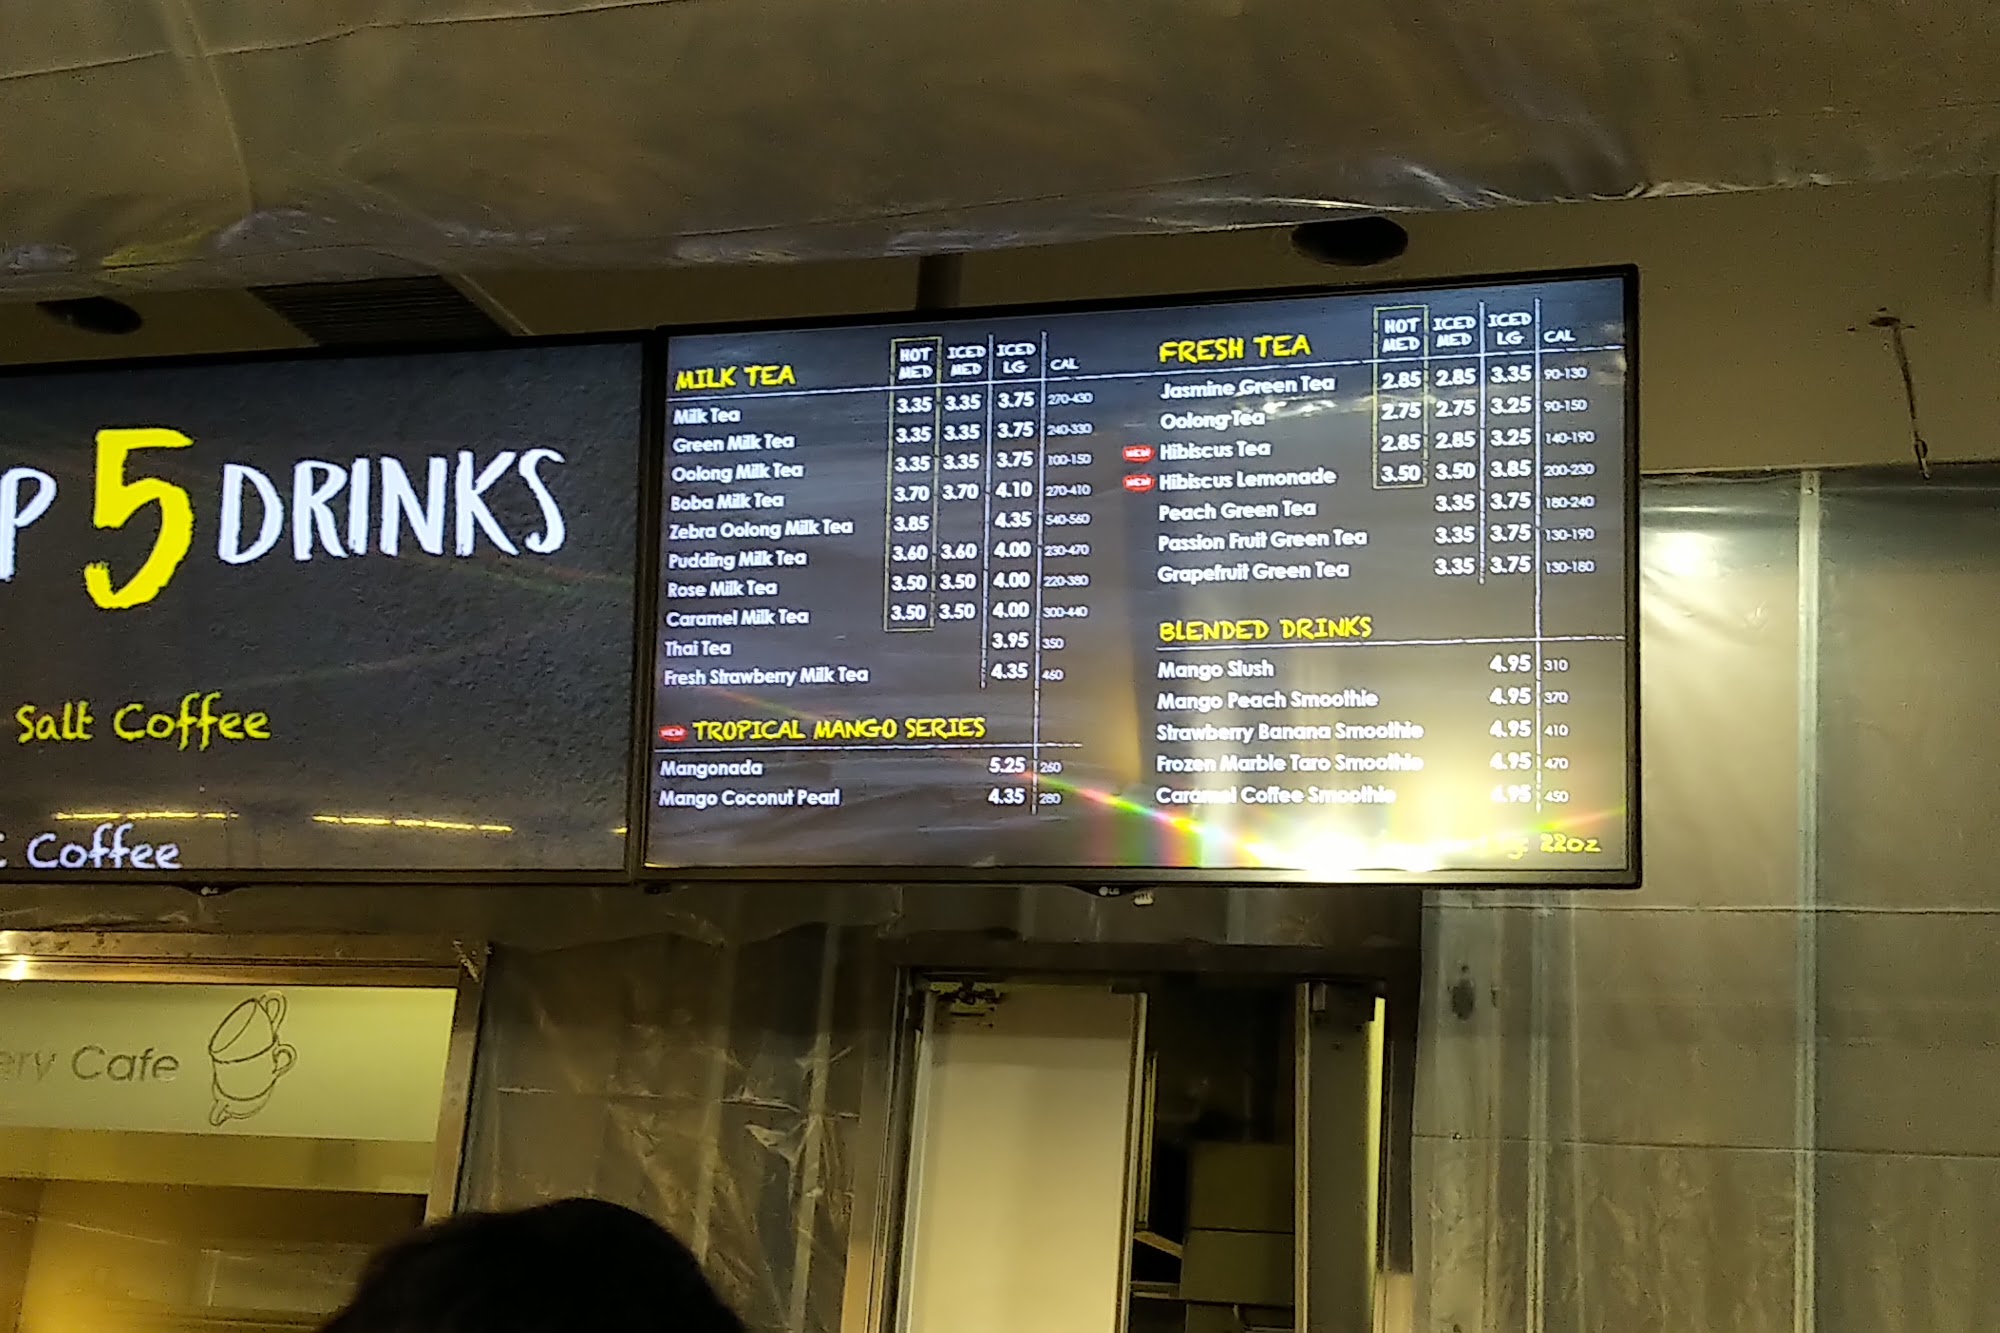 P 5 DRINKS
Salt Coffee
Coffee
MILK TEA HOT MED ICED MED ICED LG CAL
Milk Tea 3.35 3.35 3.75 270-430
Green Milk Tea 3.35 3.35 3.75 240-330
Oolong Milk Tea 3.35 3.35 3.75 100-150
Boba Milk Tea 3.70 3.70 4.10 270-410
Zebra Oolong Milk Tea 3.85 4.35 540-560
Pudding Milk Tea 3.60 3.60 4.00 230-470
Rose Milk Tea 3.50 3.50 4.00 220-380
Caramel Milk Tea 3.50 3.50 4.00 300-440
Thai Tea 3.95 350
Fresh Strawberry Milk Tea 4.35 460
NEW TROPICAL MANGO SERIES
Mangonada 5.25 260
Mango Coconut Pearl 4.35 280
FRESH TEA HOT MED ICED MED ICED LG CAL
Jasmine Green Tea 2.85 2.85 3.35 90-130
Oolong Tea 2.75 2.75 3.25 90-150
NEW Hibiscus Tea 2.85 2.85 3.25 140-190
NEW Hibiscus Lemonade 3.50 3.50 3.85 200-230
Peach Green Tea 3.35 3.75 180-240
Passion Fruit Green Tea 3.35 3.75 130-190
Grapefruit Green Tea 3.35 3.75 130-180
BLENDED DRINKS
Mango Slush 4.95 310
Mango Peach Smoothie 4.95 370
Strawberry Banana Smoothie 4.95 410
Frozen Marble Taro Smoothie 4.95 470
Caramel Coffee Smoothie 4.95 450
22oz
LG
LG
ery Cafe